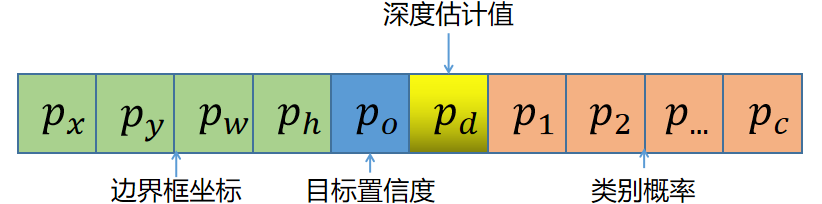 深度估计值
p_x p_y p_w p_h p_o p_d p_1 p_2 p_... p_c
边界框坐标 目标置信度 类别概率